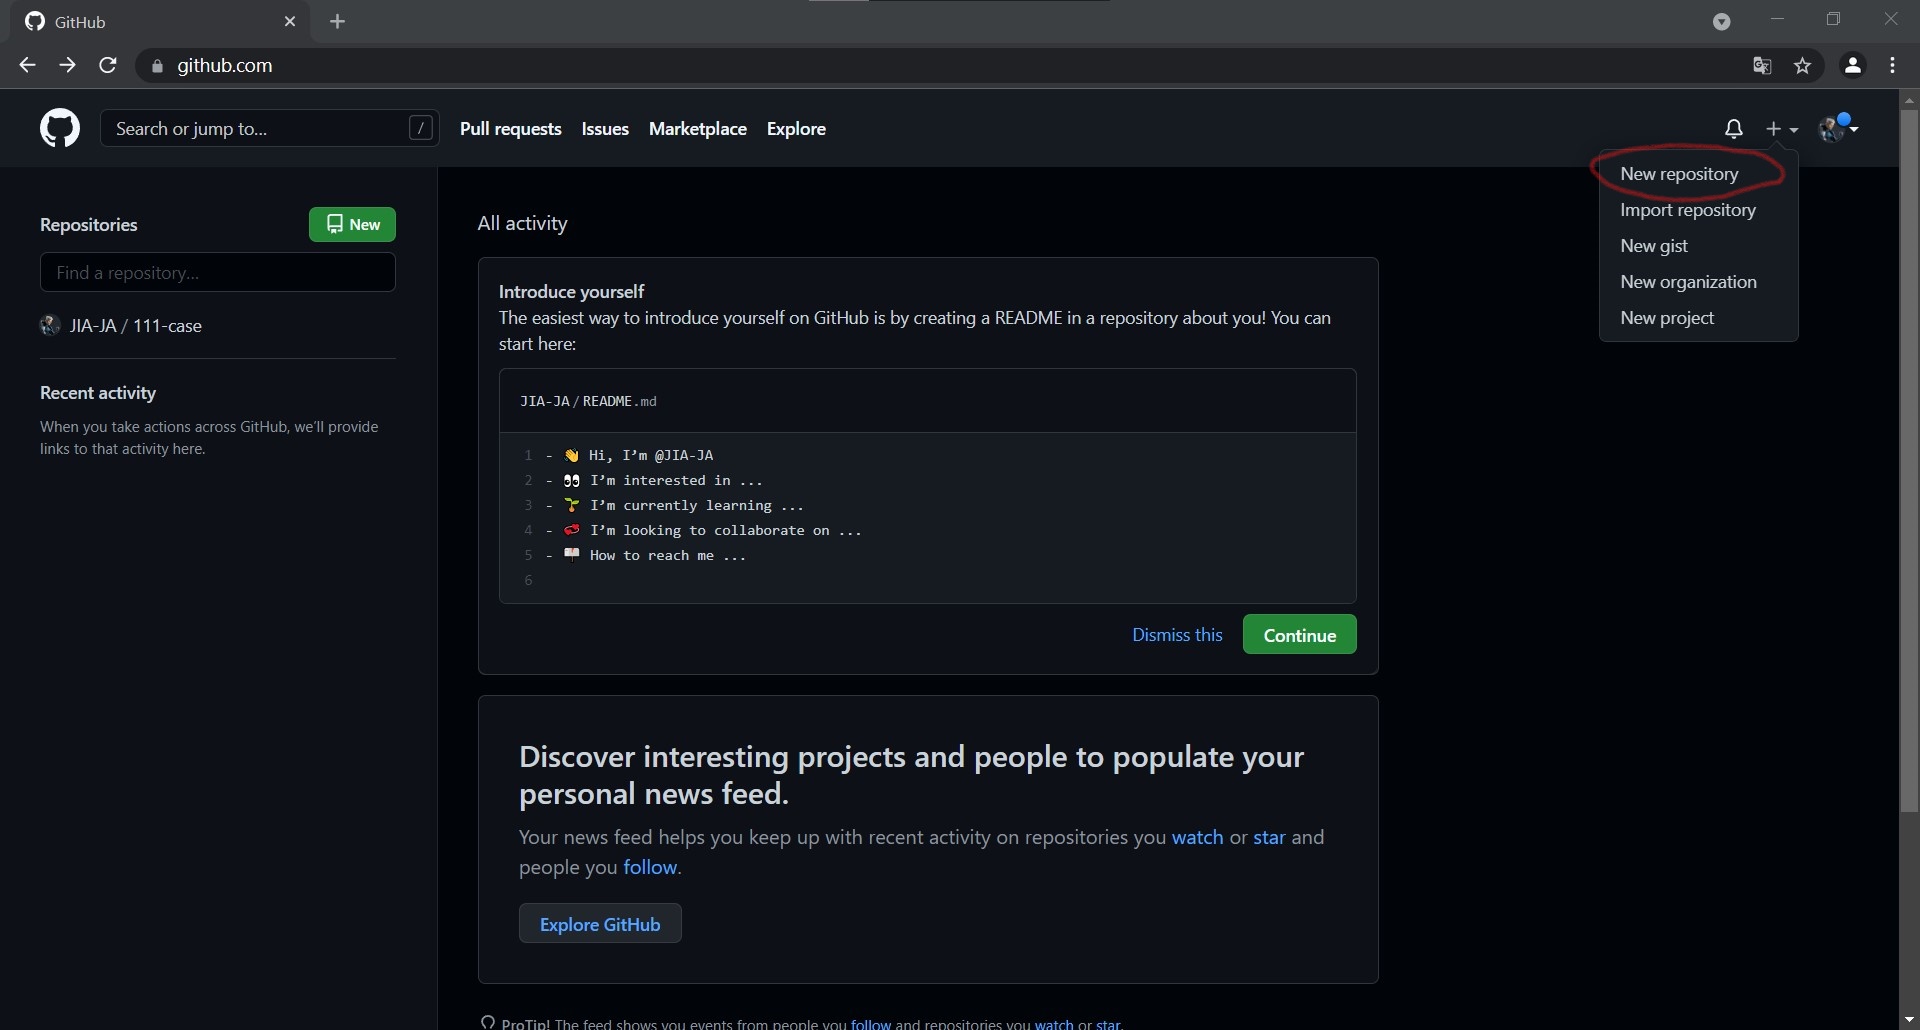 GitHub
github.com
Search or jump to...
/
Pull requests
Issues
Marketplace
Explore
New repository
Import repository
New gist
New organization
New project
Repositories
New
Find a repository...
JIA-JA / 111-case
Recent activity
When you take actions across GitHub, we'll provide
links to that activity here.
All activity
Introduce yourself
The easiest way to introduce yourself on GitHub is by creating a README in a repository about you! You can
start here:
JIA-JA / README.md
1 - 👋 Hi, I’m @JIA-JA
2 - 👀 I’m interested in ...
3 - 🌱 I’m currently learning ...
4 - 💞️ I’m looking to collaborate on ...
5 - 📫 How to reach me ...
6
Dismiss this
Continue
Discover interesting projects and people to populate your
personal news feed.
Your news feed helps you keep up with recent activity on repositories you watch or star and
people you follow.
Explore GitHub
ProTip! The feed shows you events from people you follow and repositories you watch or star.